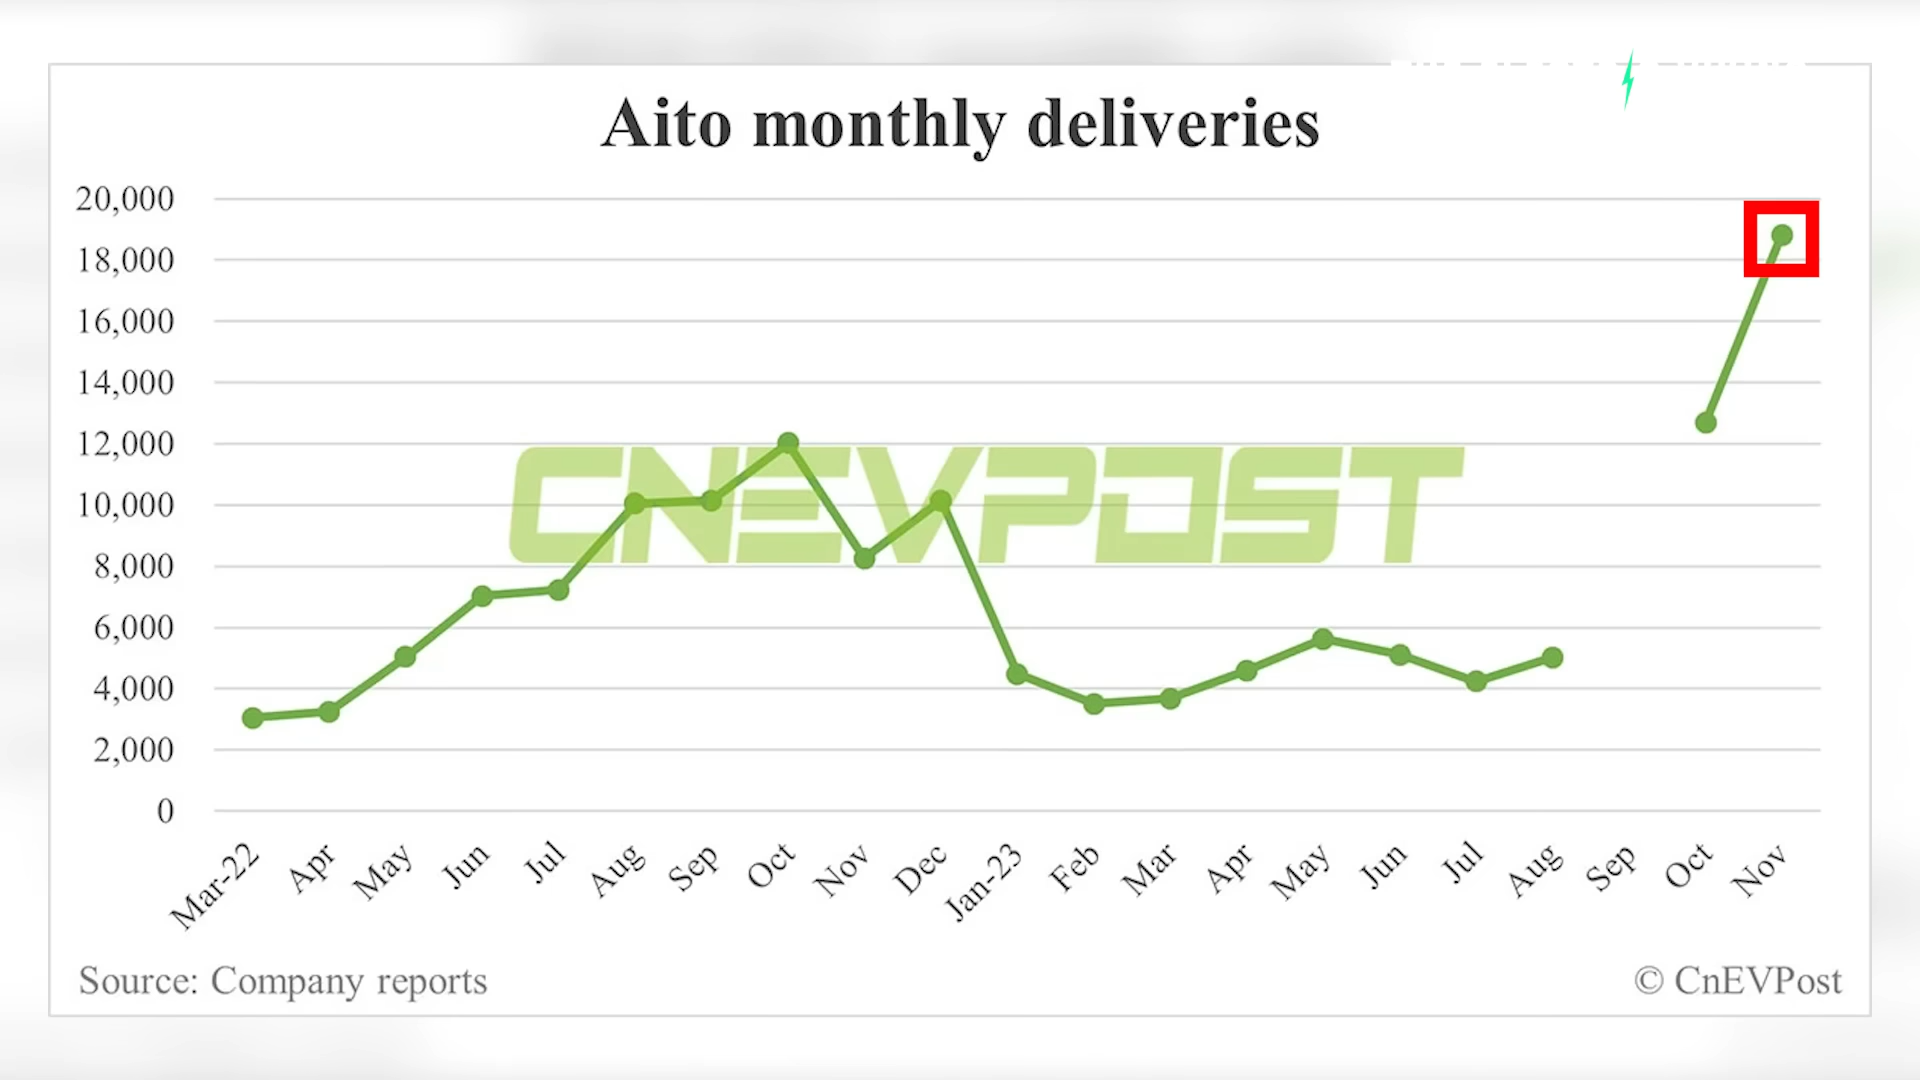 Aito monthly deliveries
20,000
18,000
16,000
14,000
12,000
10,000
8,000
6,000
4,000
2,000
0
CNEVPOST
Mar-22 Apr May Jun Jul Aug Sep Oct Nov Dec Jan-23 Feb Mar Apr May Jun Jul Aug Sep Oct Nov
Source: Company reports © CnEVPost